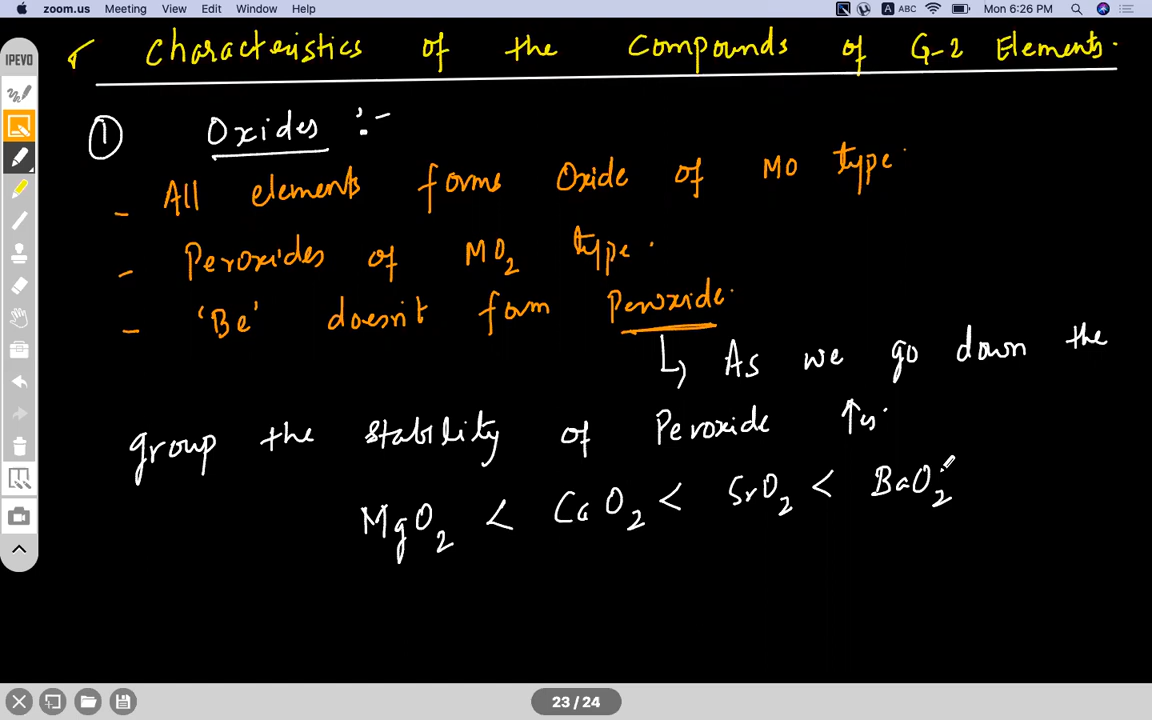 zoom.us Meeting View Edit Window Help A ABC Mon 6:26 PM
IPEVO
Characteristics of the Compounds of G-2 Elements.
① Oxides :-
- All elements forms Oxide of MO type.
- Peroxides of MO₂ type.
- 'Be' doesn't form Peroxide.
↳ As we go down the
group the stability of Peroxide ↑es.
MgO₂ < CaO₂ < SrO₂ < BaO₂
23 / 24